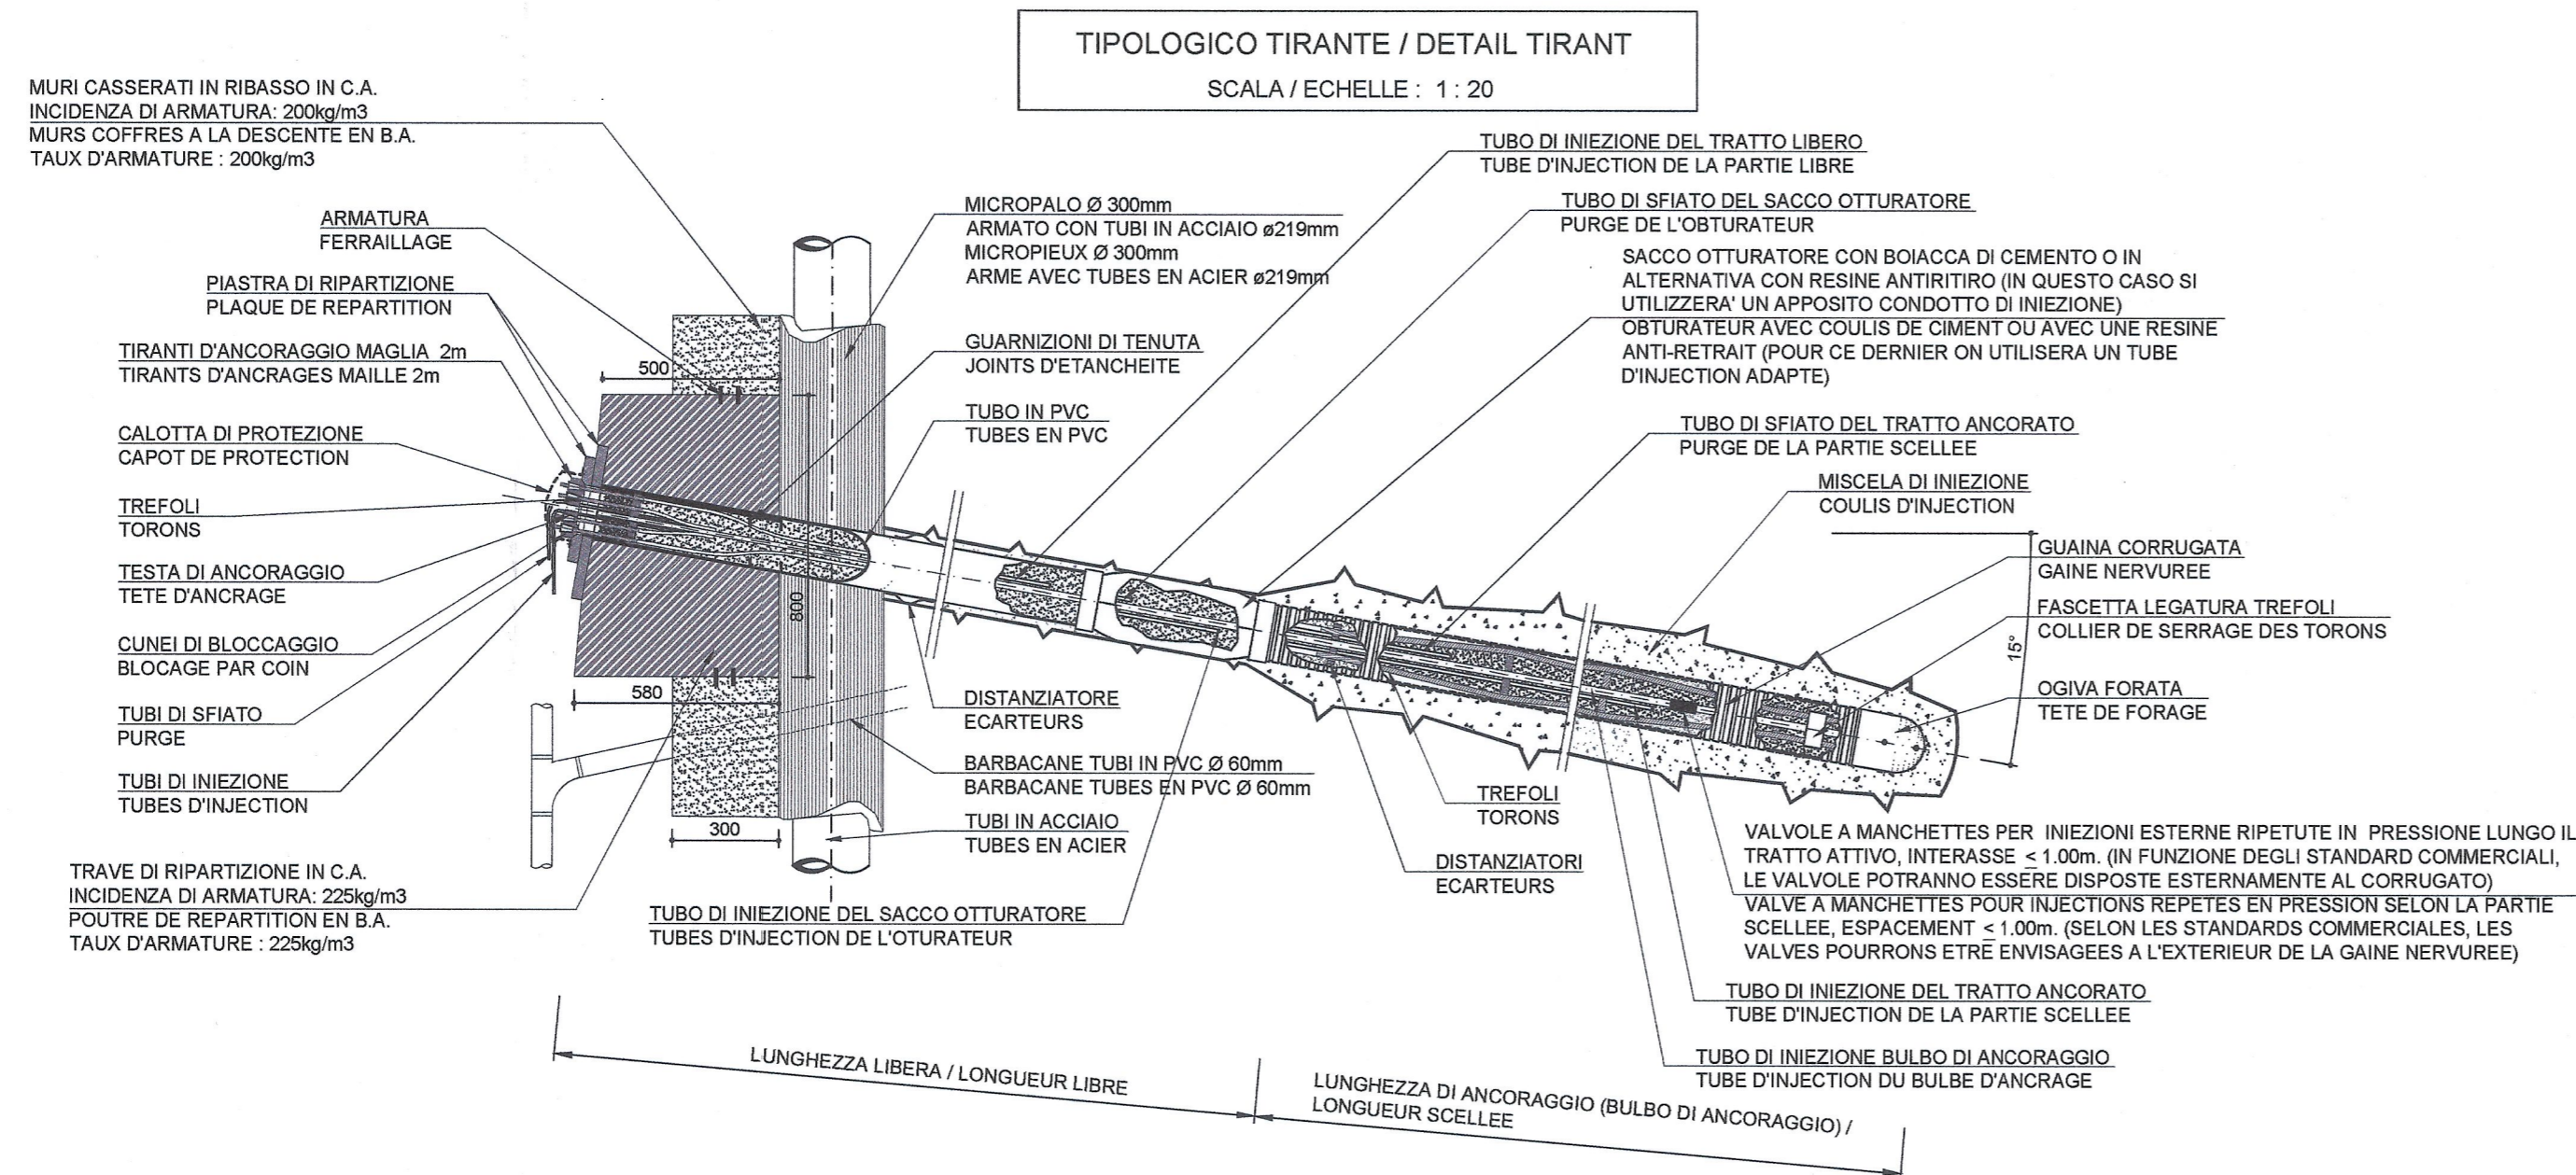 TIPOLOGICO TIRANTE / DETAIL TIRANT
SCALA / ECHELLE : 1 : 20
MURI CASSERATI IN RIBASSO IN C.A.
INCIDENZA DI ARMATURA: 200kg/m3
MURS COFFRES A LA DESCENTE EN B.A.
TAUX D'ARMATURE : 200kg/m3
ARMATURA
FERRAILLAGE
PIASTRA DI RIPARTIZIONE
PLAQUE DE REPARTITION
TIRANTI D'ANCORAGGIO MAGLIA 2m
TIRANTS D'ANCRAGES MAILLE 2m
CALOTTA DI PROTEZIONE
CAPOT DE PROTECTION
TREFOLI
TORONS
TESTA DI ANCORAGGIO
TETE D'ANCRAGE
CUNEI DI BLOCCAGGIO
BLOCAGE PAR COIN
TUBI DI SFIATO
PURGE
TUBI DI INIEZIONE
TUBES D'INJECTION
TRAVE DI RIPARTIZIONE IN C.A.
INCIDENZA DI ARMATURA: 225kg/m3
POUTRE DE REPARTITION EN B.A.
TAUX D'ARMATURE : 225kg/m3
500
800
580
300
MICROPALO Ø 300mm
ARMATO CON TUBI IN ACCIAIO ø219mm
MICROPIEUX Ø 300mm
ARME AVEC TUBES EN ACIER ø219mm
GUARNIZIONI DI TENUTA
JOINTS D'ETANCHEITE
TUBO IN PVC
TUBES EN PVC
DISTANZIATORE
ECARTEURS
BARBACANE TUBI IN PVC Ø 60mm
BARBACANE TUBES EN PVC Ø 60mm
TUBI IN ACCIAIO
TUBES EN ACIER
TUBO DI INIEZIONE DEL SACCO OTTURATORE
TUBES D'INJECTION DE L'OTURATEUR
TUBO DI INIEZIONE DEL TRATTO LIBERO
TUBE D'INJECTION DE LA PARTIE LIBRE
TUBO DI SFIATO DEL SACCO OTTURATORE
PURGE DE L'OBTURATEUR
SACCO OTTURATORE CON BOIACCA DI CEMENTO O IN
ALTERNATIVA CON RESINE ANTIRITIRO (IN QUESTO CASO SI
UTILIZZERA' UN APPOSITO CONDOTTO DI INIEZIONE)
OBTURATEUR AVEC COULIS DE CIMENT OU AVEC UNE RESINE
ANTI-RETRAIT (POUR CE DERNIER ON UTILISERA UN TUBE
D'INJECTION ADAPTE)
TUBO DI SFIATO DEL TRATTO ANCORATO
PURGE DE LA PARTIE SCELLEE
MISCELA DI INIEZIONE
COULIS D'INJECTION
15°
GUAINA CORRUGATA
GAINE NERVUREE
FASCETTA LEGATURA TREFOLI
COLLIER DE SERRAGE DES TORONS
OGIVA FORATA
TETE DE FORAGE
TREFOLI
TORONS
DISTANZIATORI
ECARTEURS
VALVOLE A MANCHETTES PER INIEZIONI ESTERNE RIPETUTE IN PRESSIONE LUNGO IL
TRATTO ATTIVO, INTERASSE ≤ 1.00m. (IN FUNZIONE DEGLI STANDARD COMMERCIALI,
LE VALVOLE POTRANNO ESSERE DISPOSTE ESTERNAMENTE AL CORRUGATO)
VALVE A MANCHETTES POUR INJECTIONS REPETES EN PRESSION SELON LA PARTIE
SCELLEE, ESPACEMENT ≤ 1.00m. (SELON LES STANDARDS COMMERCIALES, LES
VALVES POURRONS ETRE ENVISAGEES A L'EXTERIEUR DE LA GAINE NERVUREE)
TUBO DI INIEZIONE DEL TRATTO ANCORATO
TUBE D'INJECTION DE LA PARTIE SCELLEE
TUBO DI INIEZIONE BULBO DI ANCORAGGIO
TUBE D'INJECTION DU BULBE D'ANCRAGE
LUNGHEZZA LIBERA / LONGUEUR LIBRE
LUNGHEZZA DI ANCORAGGIO (BULBO DI ANCORAGGIO) /
LONGUEUR SCELLEE